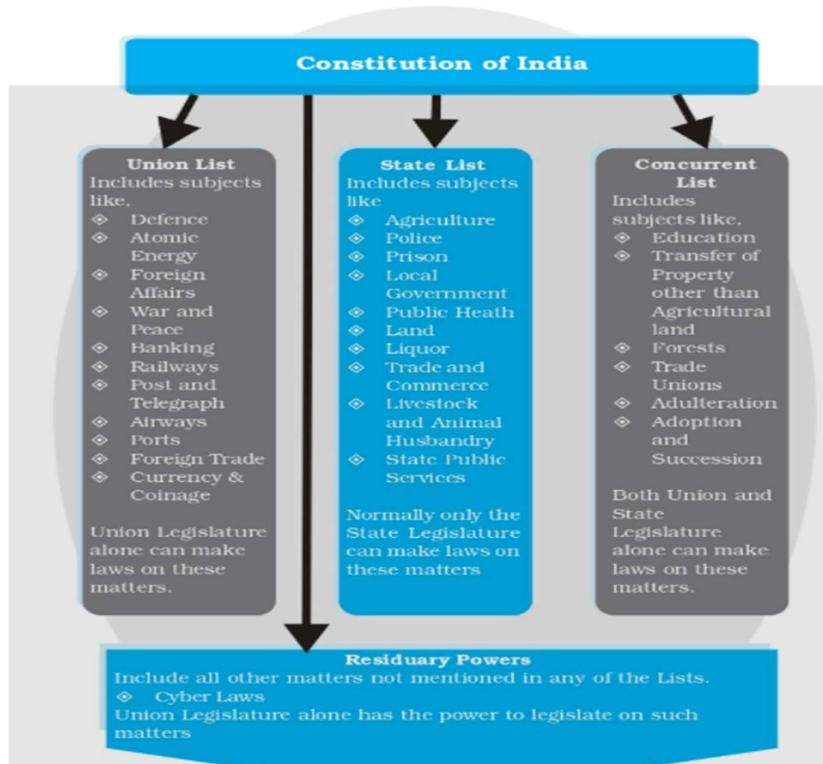 Constitution of India
Union List
Includes subjects
like,
◈ Defence
◈ Atomic
Energy
◈ Foreign
Affairs
◈ War and
Peace
◈ Banking
◈ Railways
◈ Post and
Telegraph
◈ Airways
◈ Ports
◈ Foreign Trade
◈ Currency &
Coinage
Union Legislature
alone can make
laws on these
matters.
State List
Includes subjects
like
◈ Agriculture
◈ Police
◈ Prison
◈ Local
Government
◈ Public Heath
◈ Land
◈ Liquor
◈ Trade and
Commerce
◈ Livestock
and Animal
Husbandry
◈ State Public
Services
Normally only the
State Legislature
can make laws on
these matters
Concurrent
List
Includes
subjects like,
◈ Education
◈ Transfer of
Property
other than
Agricultural
land
◈ Forests
◈ Trade
Unions
◈ Adulteration
◈ Adoption
and
Succession
Both Union and
State
Legislature
alone can make
laws on these
matters.
Residuary Powers
Include all other matters not mentioned in any of the Lists.
◈ Cyber Laws
Union Legislature alone has the power to legislate on such
matters